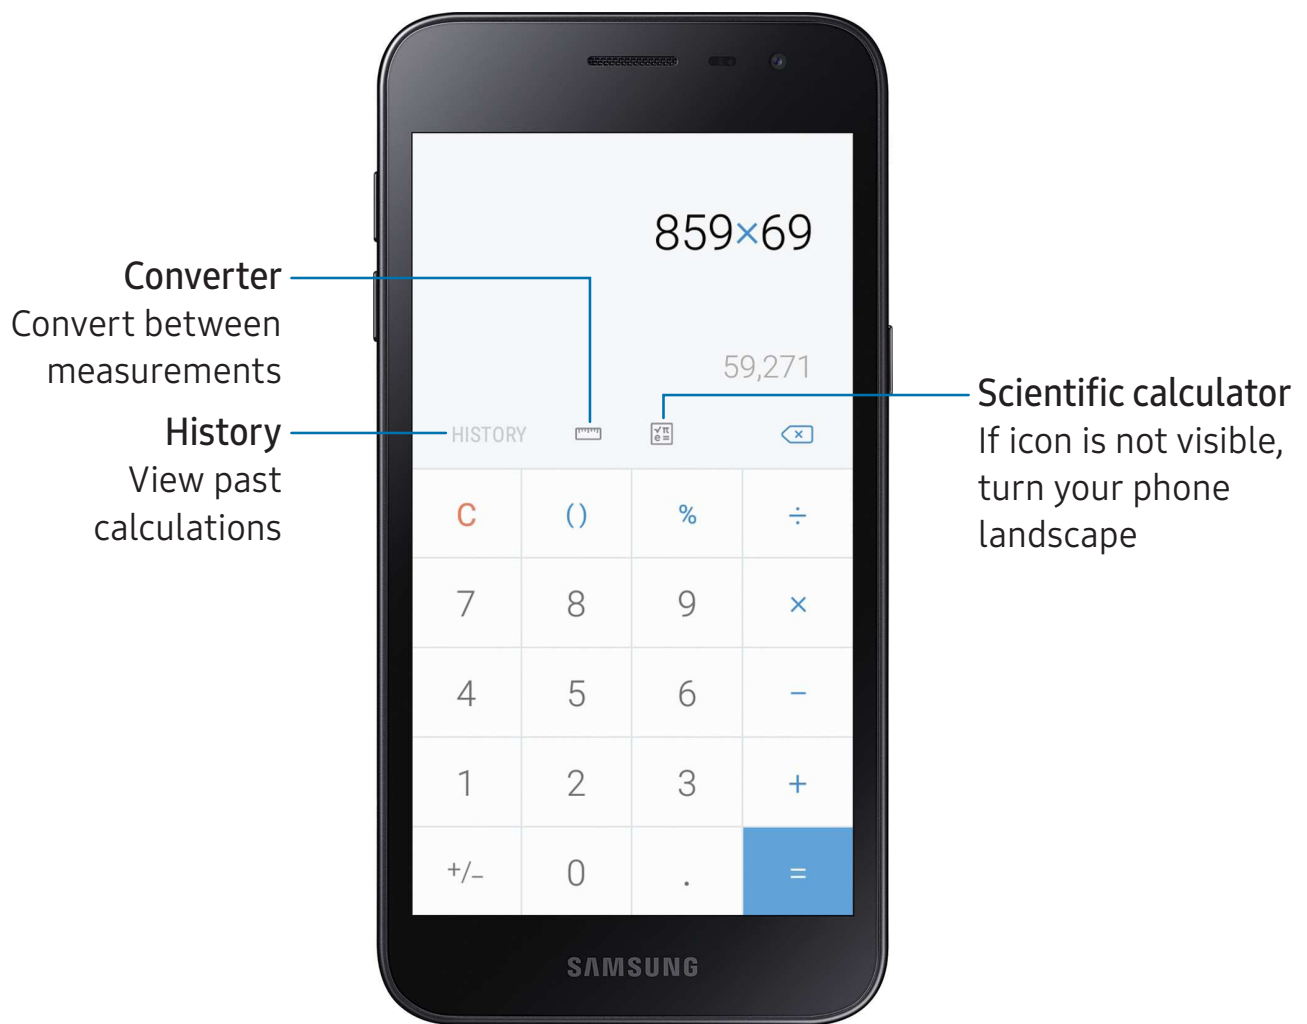 859×69
Converter
Convert between
measurements
59,271
Scientific calculator
If icon is not visible,
turn your phone
landscape
History
View past
calculations
HISTORY
√π
e=
C
( )
%
÷
7
8
9
×
4
5
6
−
1
2
3
+
+/−
0
.
=
SAMSUNG